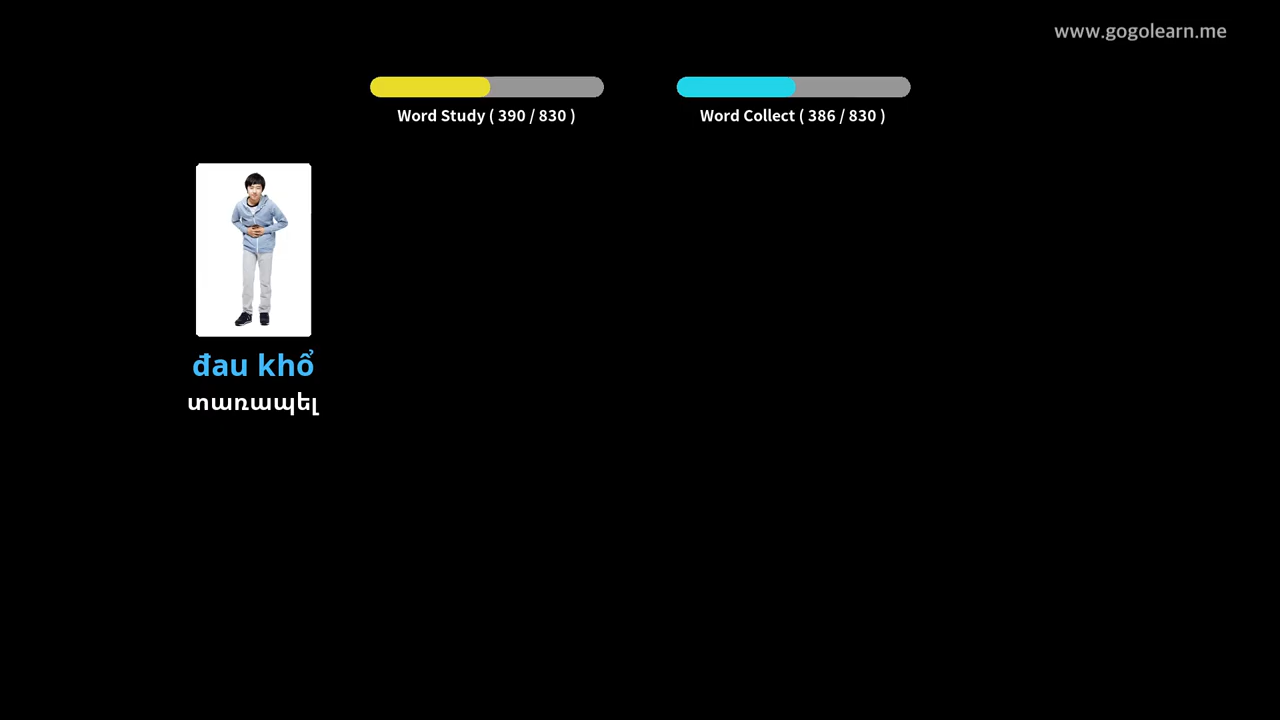 www.gogolearn.me
Word Study ( 390 / 830 )
Word Collect ( 386 / 830 )
đau khổ
տառապել